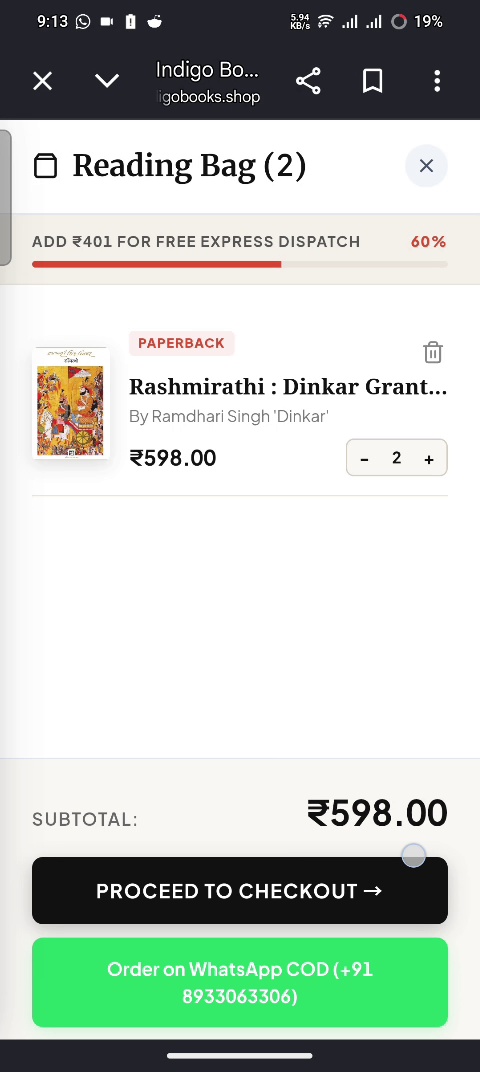 9:13
5.94
KB/s
19%
Indigo Bo...
igobooks.shop
Reading Bag (2)
ADD ₹401 FOR FREE EXPRESS DISPATCH 60%
PAPERBACK
Rashmirathi : Dinkar Grant...
By Ramdhari Singh 'Dinkar'
₹598.00
- 2 +
SUBTOTAL: ₹598.00
PROCEED TO CHECKOUT →
Order on WhatsApp COD (+91
8933063306)